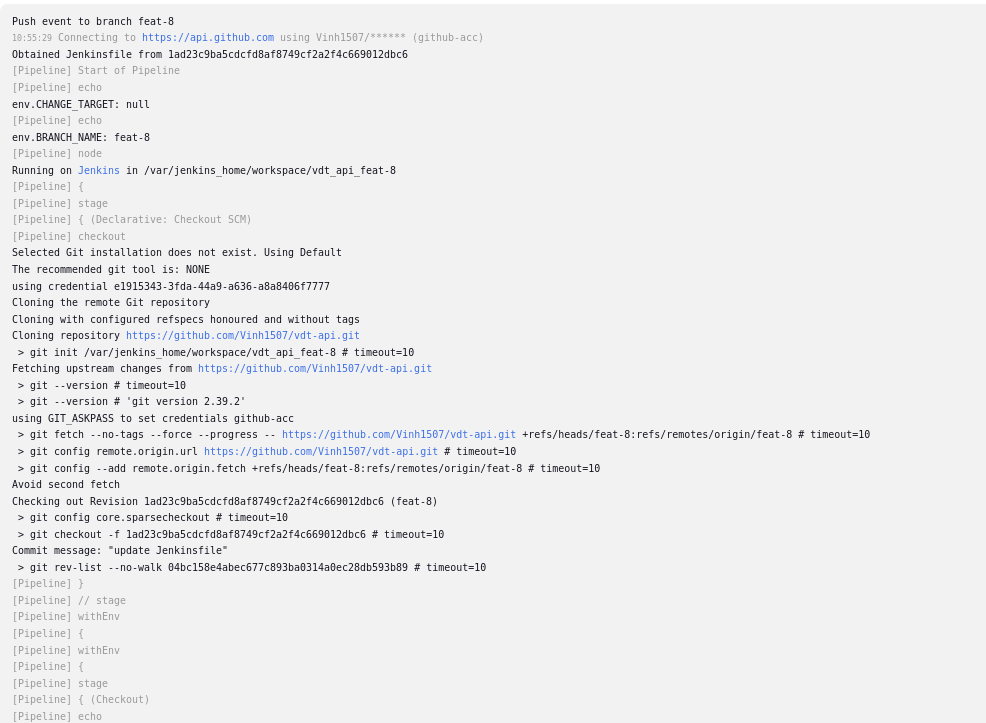 Push event to branch feat-8
10:55:29 Connecting to https://api.github.com using Vinh1507/****** (github-acc)
Obtained Jenkinsfile from 1ad23c9ba5cdcfd8af8749cf2a2f4c669012dbc6
[Pipeline] Start of Pipeline
[Pipeline] echo
env.CHANGE_TARGET: null
[Pipeline] echo
env.BRANCH_NAME: feat-8
[Pipeline] node
Running on Jenkins in /var/jenkins_home/workspace/vdt_api_feat-8
[Pipeline] {
[Pipeline] stage
[Pipeline] { (Declarative: Checkout SCM)
[Pipeline] checkout
Selected Git installation does not exist. Using Default
The recommended git tool is: NONE
using credential e1915343-3fda-44a9-a636-a8a8406f7777
Cloning the remote Git repository
Cloning with configured refspecs honoured and without tags
Cloning repository https://github.com/Vinh1507/vdt-api.git
 > git init /var/jenkins_home/workspace/vdt_api_feat-8 # timeout=10
Fetching upstream changes from https://github.com/Vinh1507/vdt-api.git
 > git --version # timeout=10
 > git --version # 'git version 2.39.2'
using GIT_ASKPASS to set credentials github-acc
 > git fetch --no-tags --force --progress -- https://github.com/Vinh1507/vdt-api.git +refs/heads/feat-8:refs/remotes/origin/feat-8 # timeout=10
 > git config remote.origin.url https://github.com/Vinh1507/vdt-api.git # timeout=10
 > git config --add remote.origin.fetch +refs/heads/feat-8:refs/remotes/origin/feat-8 # timeout=10
Avoid second fetch
Checking out Revision 1ad23c9ba5cdcfd8af8749cf2a2f4c669012dbc6 (feat-8)
 > git config core.sparsecheckout # timeout=10
 > git checkout -f 1ad23c9ba5cdcfd8af8749cf2a2f4c669012dbc6 # timeout=10
Commit message: "update Jenkinsfile"
 > git rev-list --no-walk 04bc158e4abec677c893ba0314a0ec28db593b89 # timeout=10
[Pipeline] }
[Pipeline] // stage
[Pipeline] withEnv
[Pipeline] {
[Pipeline] withEnv
[Pipeline] {
[Pipeline] stage
[Pipeline] { (Checkout)
[Pipeline] echo